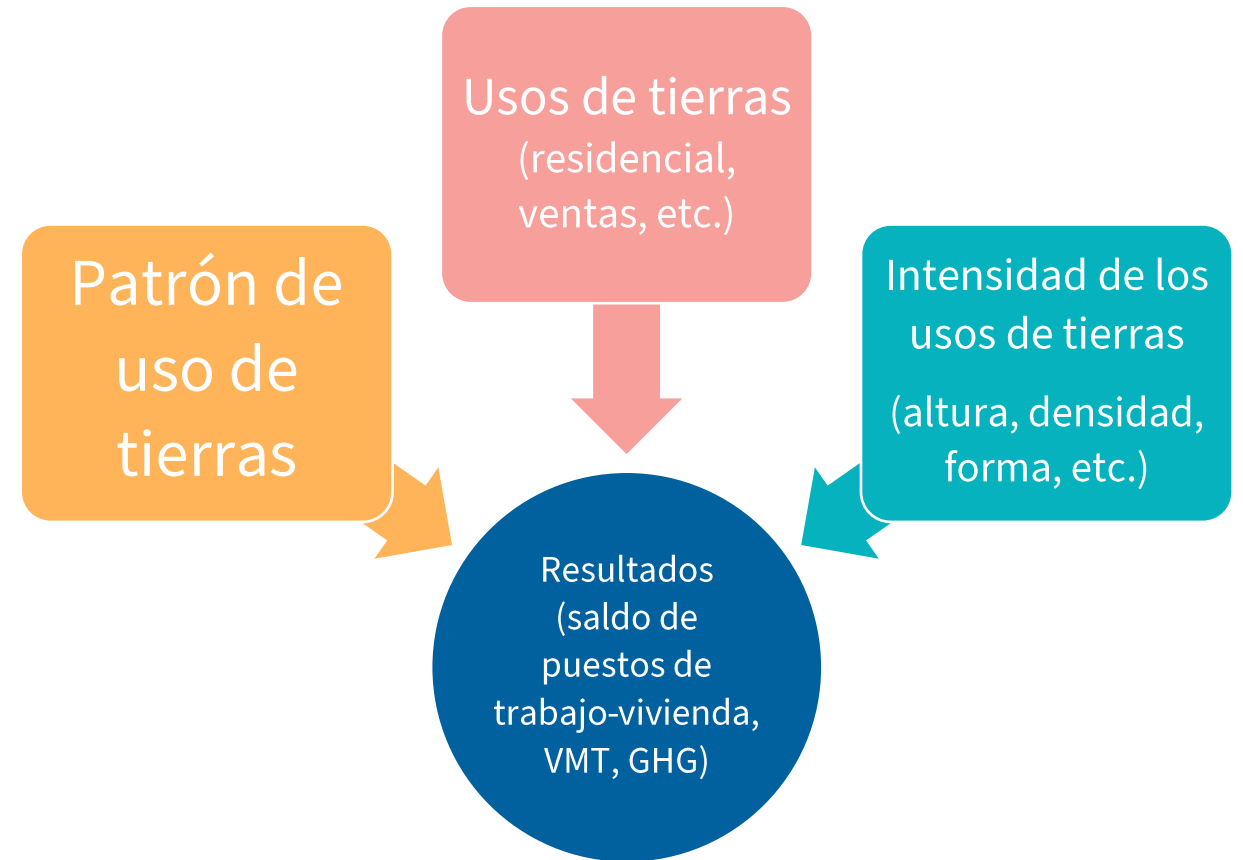 Usos de tierras
(residencial,
ventas, etc.)
Patrón de
uso de
tierras
Intensidad de los
usos de tierras
(altura, densidad,
forma, etc.)
Resultados
(saldo de
puestos de
trabajo-vivienda,
VMT, GHG)